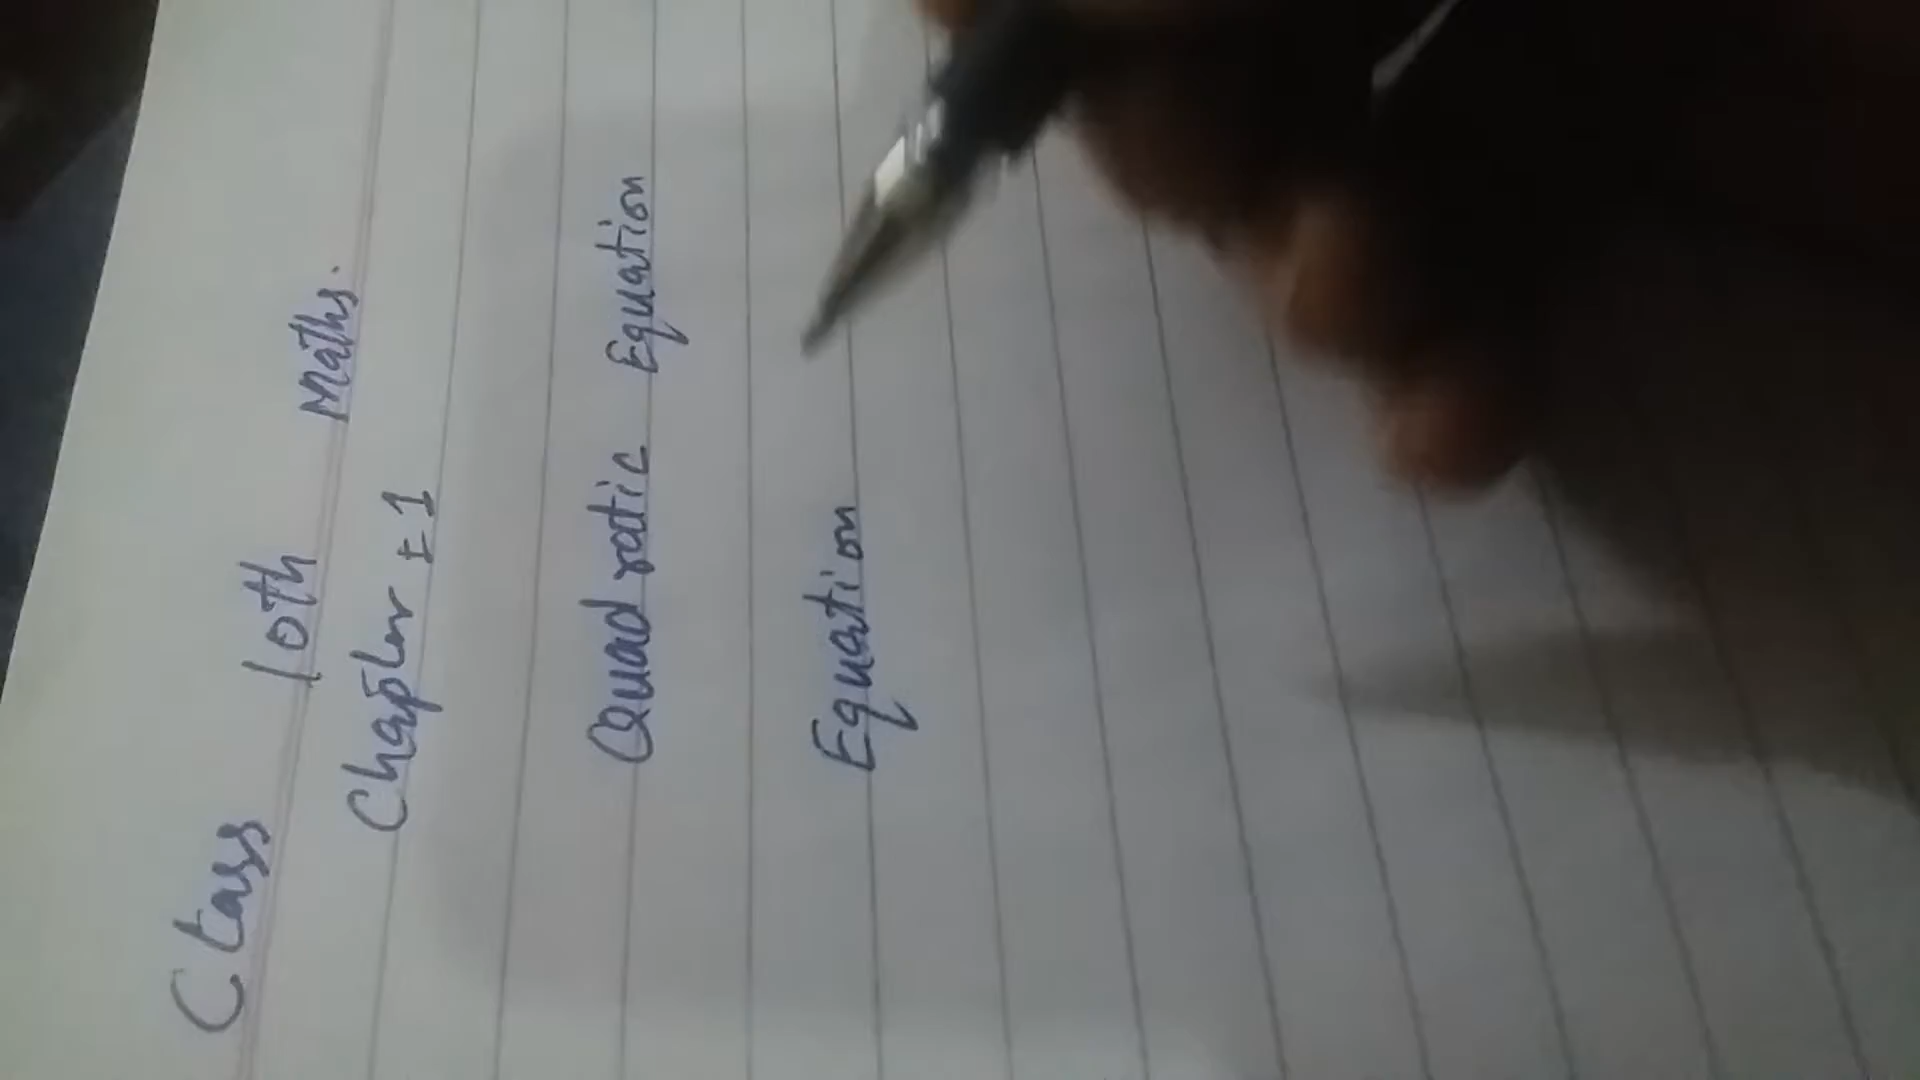 Class 10th Maths.
Chapter : 1
Quadratic Equation
Equation